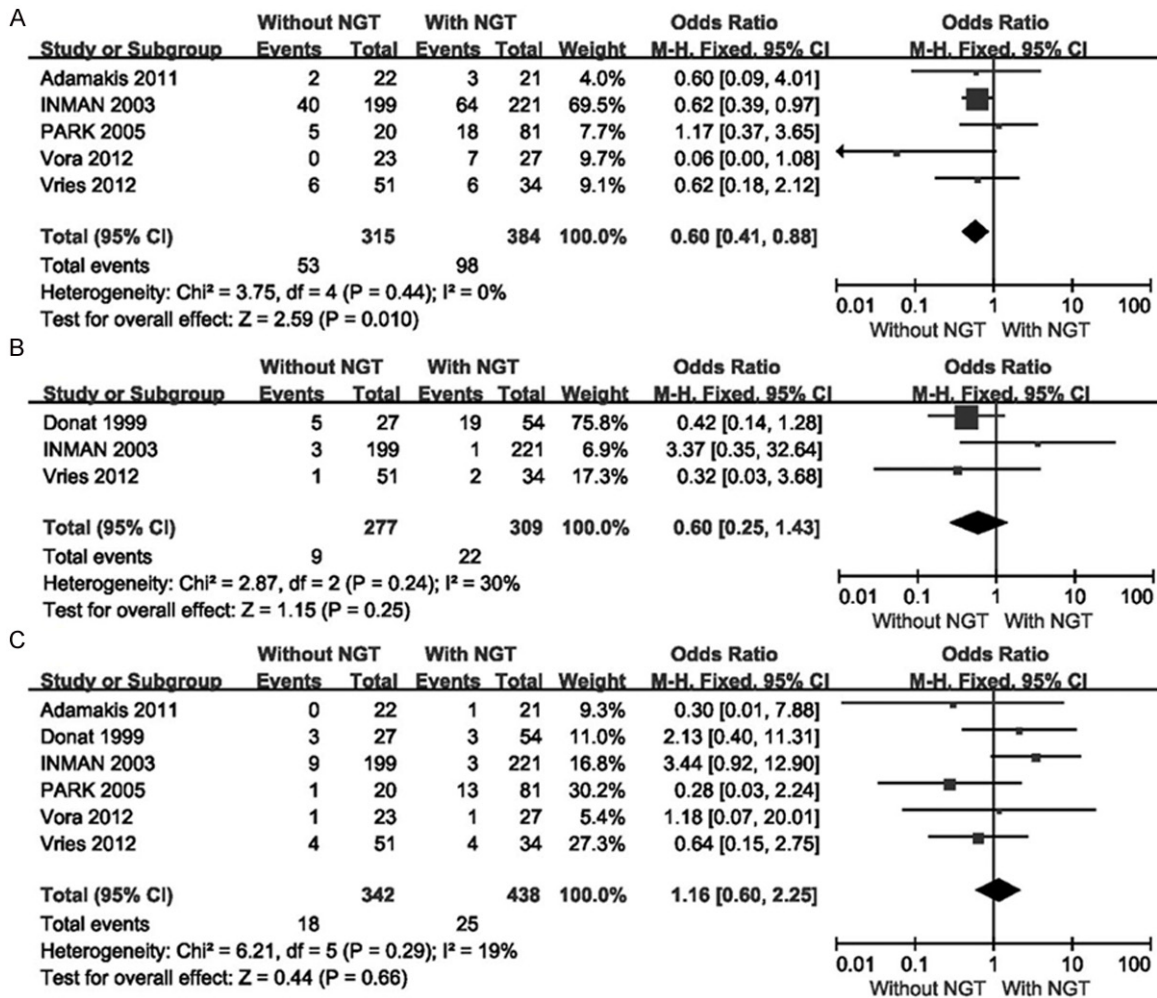 A
Without NGT With NGT Odds Ratio Odds Ratio
Study or Subgroup Events Total Events Total Weight M-H. Fixed. 95% CI M-H. Fixed. 95% CI
Adamakis 2011 2 22 3 21 4.0% 0.60 [0.09, 4.01]
INMAN 2003 40 199 64 221 69.5% 0.62 [0.39, 0.97]
PARK 2005 5 20 18 81 7.7% 1.17 [0.37, 3.65]
Vora 2012 0 23 7 27 9.7% 0.06 [0.00, 1.08]
Vries 2012 6 51 6 34 9.1% 0.62 [0.18, 2.12]
Total (95% CI) 315 384 100.0% 0.60 [0.41, 0.88]
Total events 53 98
Heterogeneity: Chi² = 3.75, df = 4 (P = 0.44); I² = 0%
Test for overall effect: Z = 2.59 (P = 0.010)
0.01 0.1 1 10 100
Without NGT With NGT
B
Without NGT With NGT Odds Ratio Odds Ratio
Study or Subgroup Events Total Events Total Weight M-H. Fixed. 95% CI M-H. Fixed. 95% CI
Donat 1999 5 27 19 54 75.8% 0.42 [0.14, 1.28]
INMAN 2003 3 199 1 221 6.9% 3.37 [0.35, 32.64]
Vries 2012 1 51 2 34 17.3% 0.32 [0.03, 3.68]
Total (95% CI) 277 309 100.0% 0.60 [0.25, 1.43]
Total events 9 22
Heterogeneity: Chi² = 2.87, df = 2 (P = 0.24); I² = 30%
Test for overall effect: Z = 1.15 (P = 0.25)
0.01 0.1 1 10 100
Without NGT With NGT
C
Without NGT With NGT Odds Ratio Odds Ratio
Study or Subgroup Events Total Events Total Weight M-H. Fixed. 95% CI M-H. Fixed. 95% CI
Adamakis 2011 0 22 1 21 9.3% 0.30 [0.01, 7.88]
Donat 1999 3 27 3 54 11.0% 2.13 [0.40, 11.31]
INMAN 2003 9 199 3 221 16.8% 3.44 [0.92, 12.90]
PARK 2005 1 20 13 81 30.2% 0.28 [0.03, 2.24]
Vora 2012 1 23 1 27 5.4% 1.18 [0.07, 20.01]
Vries 2012 4 51 4 34 27.3% 0.64 [0.15, 2.75]
Total (95% CI) 342 438 100.0% 1.16 [0.60, 2.25]
Total events 18 25
Heterogeneity: Chi² = 6.21, df = 5 (P = 0.29); I² = 19%
Test for overall effect: Z = 0.44 (P = 0.66)
0.01 0.1 1 10 100
Without NGT With NGT